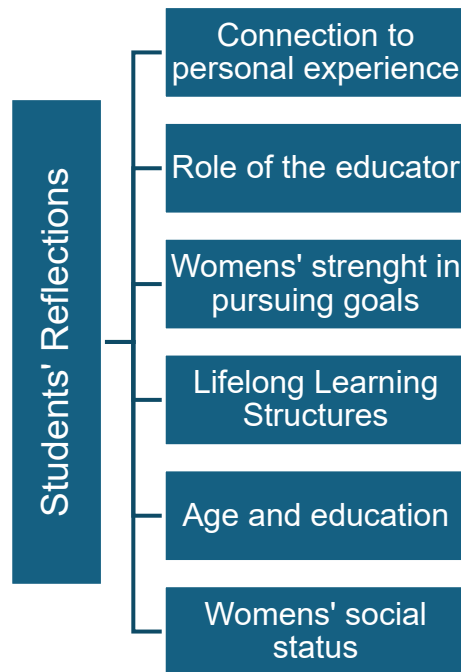 Students' Reflections
Connection to
personal experience
Role of the educator
Womens' strenght in
pursuing goals
Lifelong Learning
Structures
Age and education
Womens' social
status